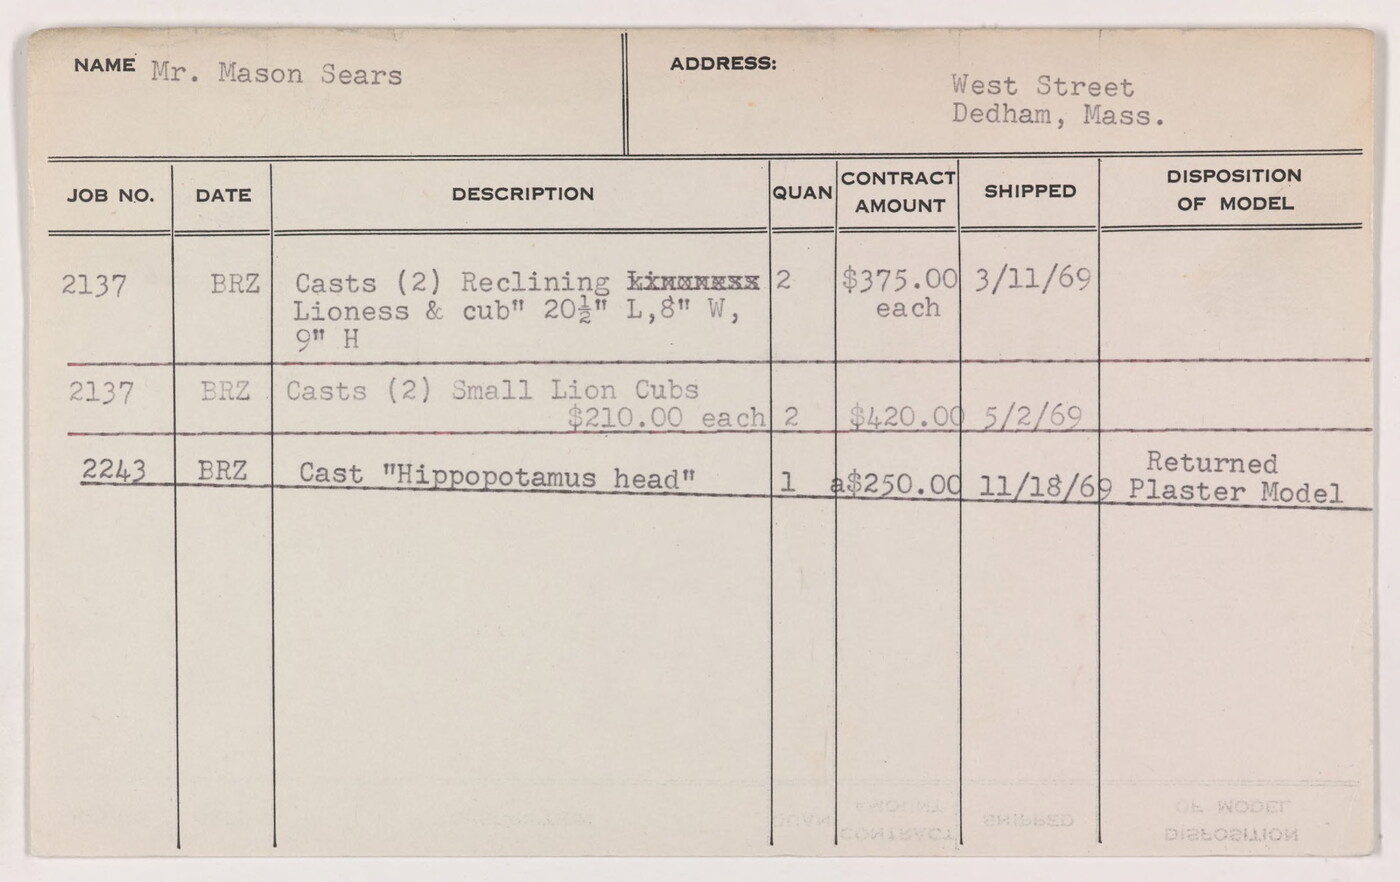 NAME Mr. Mason Sears
ADDRESS:
West Street
Dedham, Mass.
JOB NO. DATE DESCRIPTION QUAN CONTRACT AMOUNT SHIPPED DISPOSITION OF MODEL
2137 BRZ Casts (2) Reclining 2 $375.00 3/11/69
Lioness & cub" 20½" L,8" W, each
9" H
2137 BRZ Casts (2) Small Lion Cubs
$210.00 each 2 $420.00 5/2/69
Returned
2243 BRZ Cast "Hippopotamus head" 1 a$250.00 11/18/69 Plaster Model